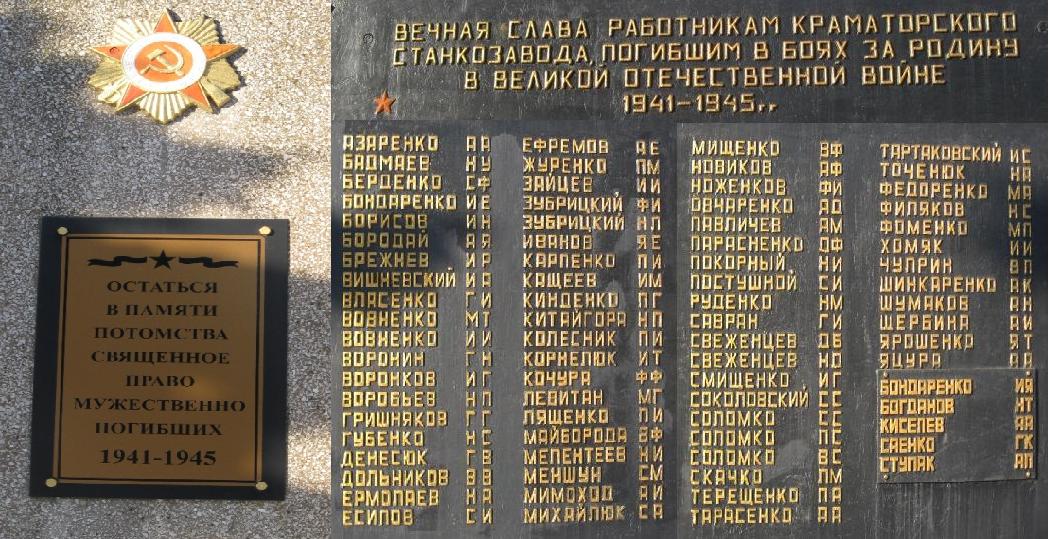 ОСТАТЬСЯ
В ПАМЯТИ
ПОТОМСТВА
СВЯЩЕННОЕ
ПРАВО
МУЖЕСТВЕННО
ПОГИБШИХ
1941-1945
ВЕЧНАЯ СЛАВА РАБОТНИКАМ КРАМАТОРСКОГО
СТАНКОЗАВОДА, ПОГИБШИМ В БОЯХ ЗА РОДИНУ
В ВЕЛИКОЙ ОТЕЧЕСТВЕННОЙ ВОЙНЕ
1941-1945гг
АЗАРЕНКО АА
БАДМАЕВ НУ
БЕРДЕНКО СФ
БОНДАРЕНКО ИЕ
БОРИСОВ ИН
БОРОДАЙ АЯ
БРЕЖНЕВ ИР
ВИШНЕВСКИЙ ИА
ВЛАСЕНКО ГИ
ВОВНЕНКО МТ
ВОВНЕНКО ИИ
ВОРОНИН ГН
ВОРОНКОВ ИГ
ВОРОБЬЕВ НП
ГРИШНЯКОВ ГГ
ГУБЕНКО НС
ДЕНЕСЮК ГВ
ДОЛЬНИКОВ ВВ
ЕРМОЛАЕВ НА
ЕСИПОВ СИ
ЕФРЕМОВ АЕ
ЖУРЕНКО ПМ
ЗАЙЦЕВ ИИ
ЗУБРИЦКИЙ ФИ
ЗУБРИЦКИЙ НЛ
ИВАНОВ ЯЕ
КАРПЕНКО ПИ
КАЩЕЕВ ИМ
КИНДЕНКО ПГ
КИТАЙГОРА НП
КОЛЕСНИК ПИ
КОРНЕЛЮК ИТ
КОЧУРА ФФ
ЛЕВИТАН МГ
ЛЯЩЕНКО ПИ
МАЙБОРОДА ВФ
МЕЛЕНТЕЕВ НИ
МЕНШУН СМ
МИМОХОД АИ
МИХАЙЛЮК СА
МИЩЕНКО ВФ
НОВИКОВ АФ
НОЖЕНКОВ ФИ
ОВЧАРЕНКО АД
ПАВЛИЧЕВ АМ
ПАРАСНЕНКО ДФ
ПОКОРНЫЙ НИ
ПОСТУШНОЙ СИ
РУДЕНКО НМ
САВРАН ГИ
СВЕЖЕНЦЕВ ДБ
СВЕЖЕНЦЕВ НО
СМИЩЕНКО ИГ
СОКОЛОВСКИЙ СС
СОЛОМКО СС
СОЛОМКО ПС
СОЛОМКО ВС
СКАЧКО ПМ
ТЕРЕЩЕНКО ПА
ТАРАСЕНКО АА
ТАРТАКОВСКИЙ ИС
ТОЧЕНЮК НА
ФЕДОРЕНКО МА
ФИЛЯКОВ НС
ФОМЕНКО МП
ХОМЯК ИИ
ЧУПРИН ВП
ШИНКАРЕНКО АК
ШУМАКОВ АН
ЩЕРБИНА АИ
ЯРОШЕНКО ЯТ
ЯЦУРА АА
БОНДАРЕНКО ИЯ
БОГДАНОВ НТ
КИСЕЛЕВ АА
САЕНКО ГК
СТУПАК АП